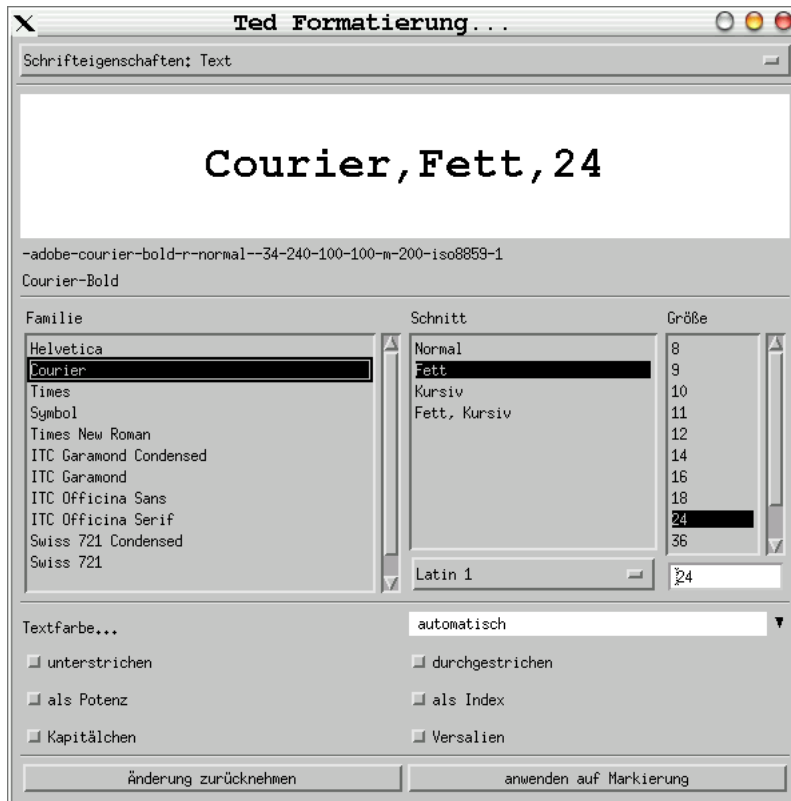 Ted Formatierung...
Schrifteigenschaften: Text
Courier,Fett,24
-adobe-courier-bold-r-normal--34-240-100-100-m-200-iso8859-1
Courier-Bold
Familie
Helvetica
Courier
Times
Symbol
Times New Roman
ITC Garamond Condensed
ITC Garamond
ITC Officina Sans
ITC Officina Serif
Swiss 721 Condensed
Swiss 721
Schnitt
Normal
Fett
Kursiv
Fett, Kursiv
Latin 1
Größe
8
9
10
11
12
14
16
18
24
36
24
Textfarbe...
automatisch
unterstrichen
durchgestrichen
als Potenz
als Index
Kapitälchen
Versalien
Änderung zurücknehmen
anwenden auf Markierung